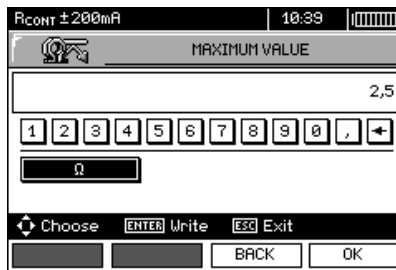 RCONT ±200mA 10:39
MAXIMUM VALUE
2,5
1 2 3 4 5 6 7 8 9 0 , ←
Ω
Choose ENTER Write ESC Exit
BACK OK